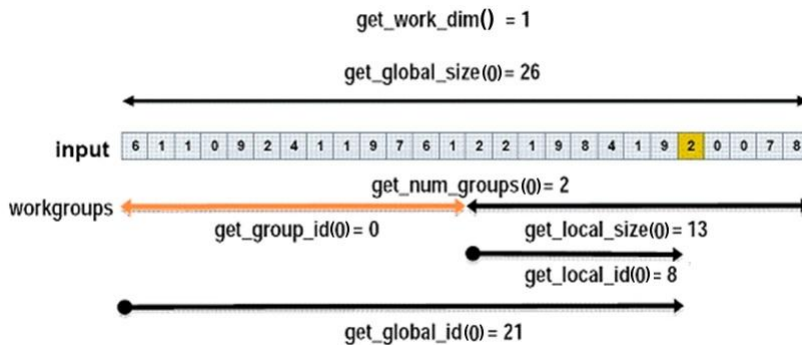 get_work_dim() = 1
get_global_size(0) = 26
input 6 1 1 0 9 2 4 1 1 9 7 6 1 2 2 1 9 8 4 1 9 2 0 0 7 8
get_num_groups(0) = 2
workgroups
get_group_id(0) = 0 get_local_size(0) = 13
get_local_id(0) = 8
get_global_id(0) = 21